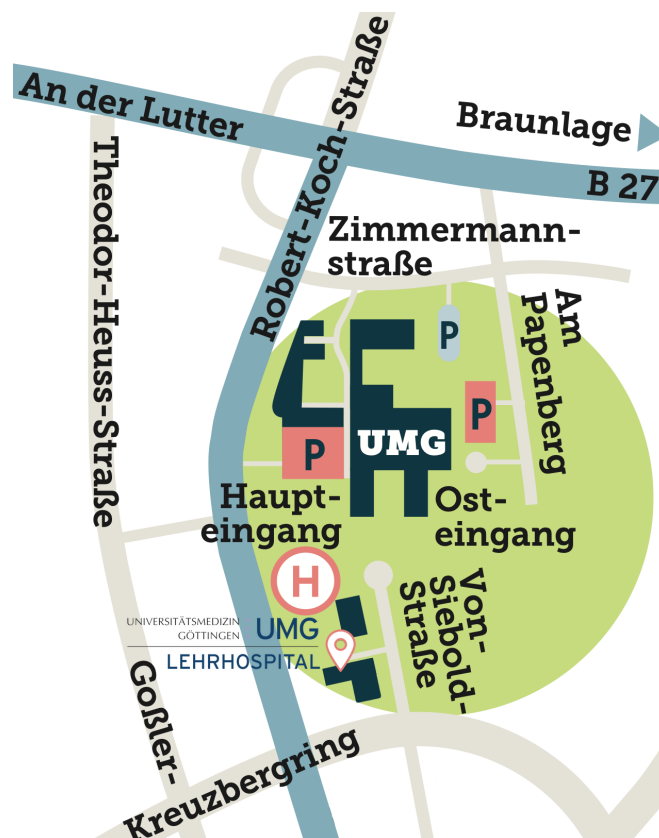 An der Lutter
Braunlage
B 27
Theodor-Heuss-Straße
Robert-Koch-Straße
Zimmermann-
straße
Am
Papenberg
P
P
UMG
P
Haupt-
eingang
Ost-
eingang
H
Von-
Siebold-
Straße
UNIVERSITÄTSMEDIZIN
GÖTTINGEN
UMG
LEHRHOSPITAL
Goßler-
Kreuzbergring